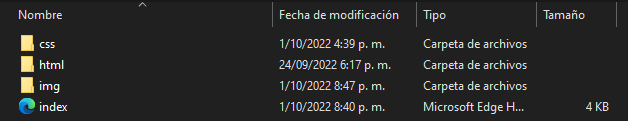 Nombre Fecha de modificación Tipo Tamaño
css 1/10/2022 4:39 p. m. Carpeta de archivos
html 24/09/2022 6:17 p. m. Carpeta de archivos
img 1/10/2022 8:47 p. m. Carpeta de archivos
index 1/10/2022 8:40 p. m. Microsoft Edge H... 4 KB